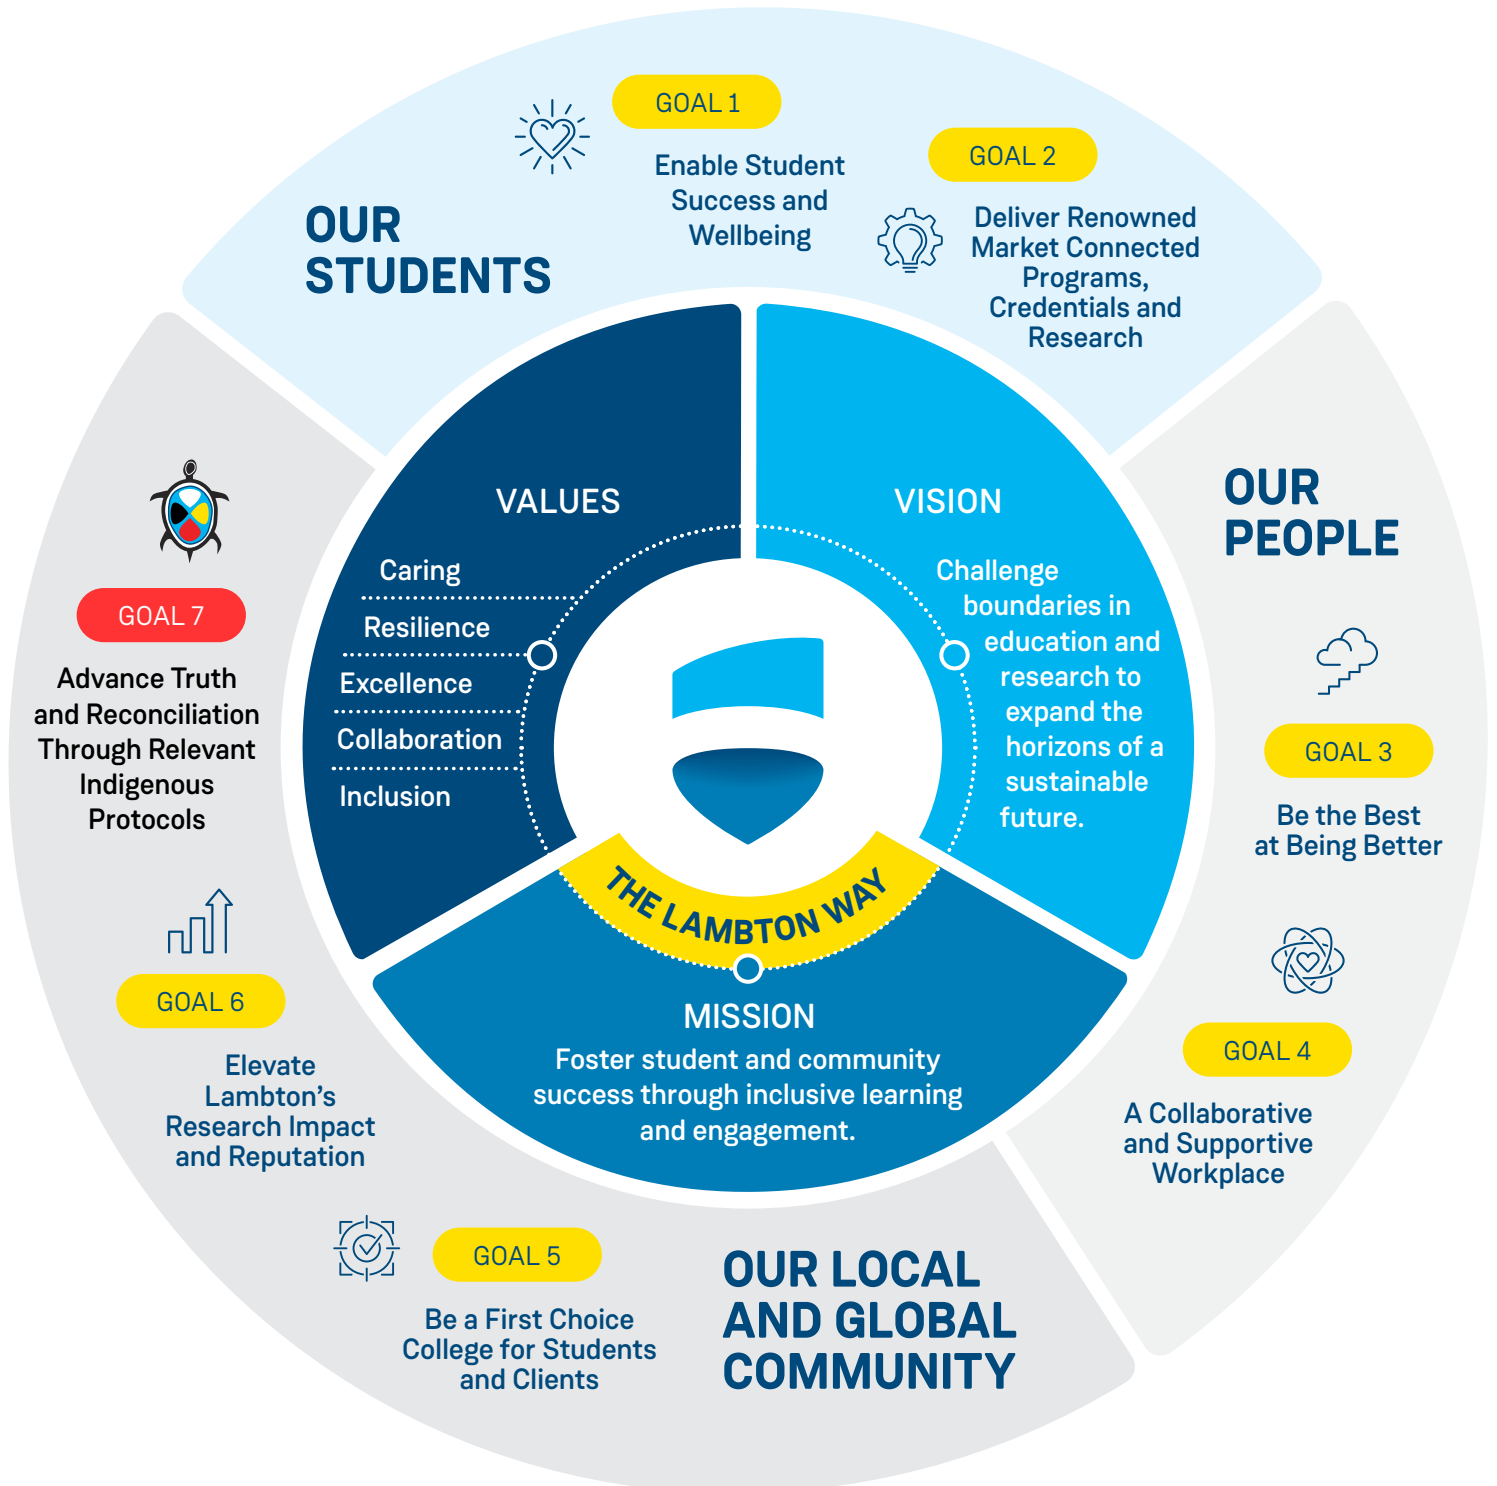 OUR
STUDENTS
GOAL 1
Enable Student
Success and
Wellbeing
GOAL 2
Deliver Renowned
Market Connected
Programs,
Credentials and
Research
OUR
PEOPLE
GOAL 3
Be the Best
at Being Better
GOAL 4
A Collaborative
and Supportive
Workplace
OUR LOCAL
AND GLOBAL
COMMUNITY
GOAL 5
Be a First Choice
College for Students
and Clients
GOAL 6
Elevate
Lambton's
Research Impact
and Reputation
GOAL 7
Advance Truth
and Reconciliation
Through Relevant
Indigenous
Protocols
VALUES
Caring
Resilience
Excellence
Collaboration
Inclusion
VISION
Challenge
boundaries in
education and
research to
expand the
horizons of a
sustainable
future.
THE LAMBTON WAY
MISSION
Foster student and community
success through inclusive learning
and engagement.